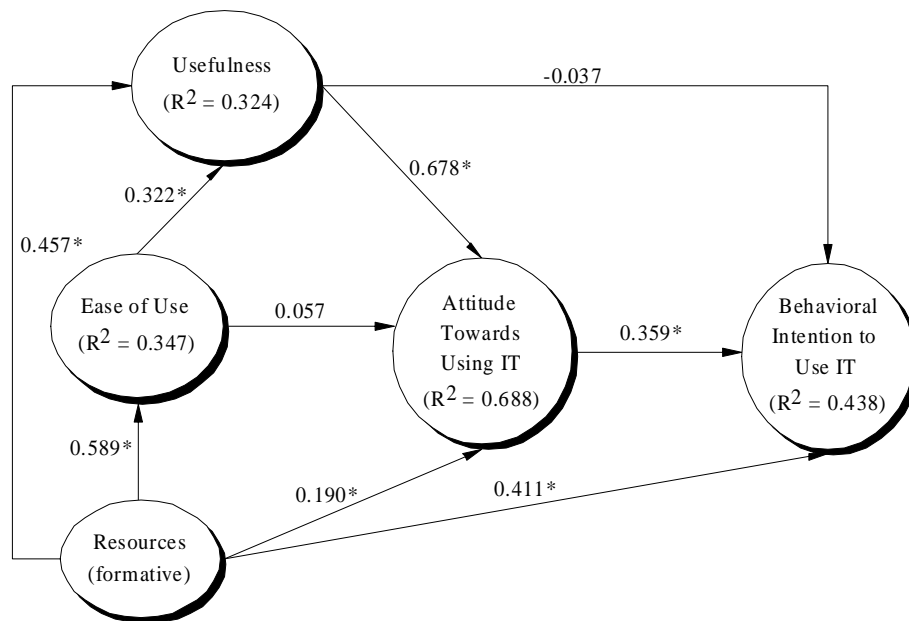 Usefulness
(R² = 0.324)
-0.037
0.678*
0.322*
0.457*
Ease of Use
(R² = 0.347)
0.057
Attitude
Towards
Using IT
(R² = 0.688)
0.359*
Behavioral
Intention to
Use IT
(R² = 0.438)
0.589*
0.190*
0.411*
Resources
(formative)